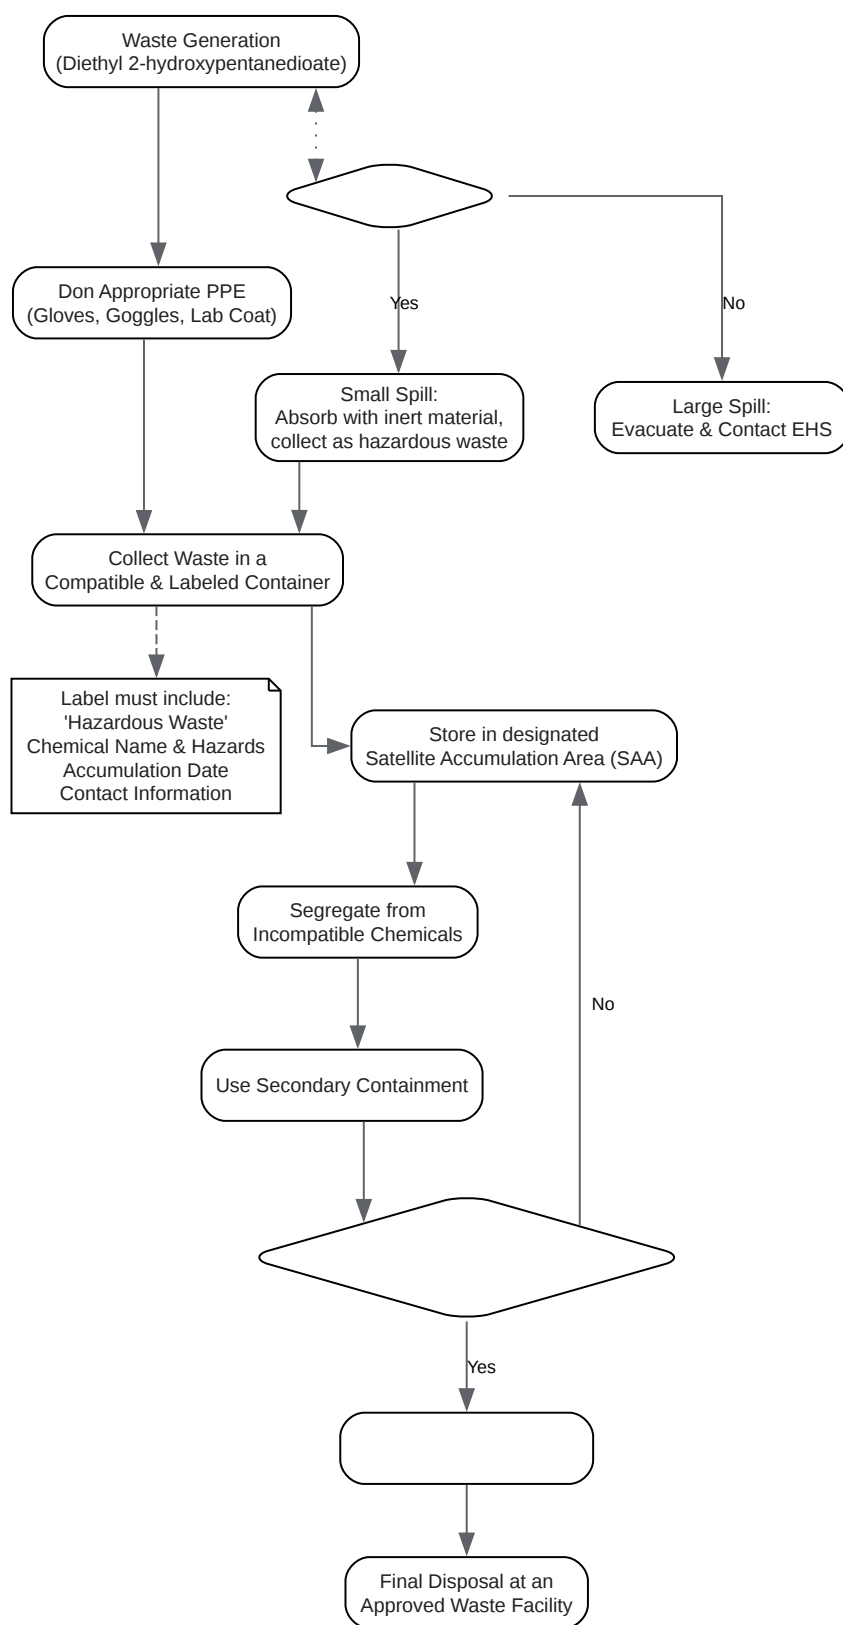 Waste Generation
(Diethyl 2-hydroxypentanedioate)
Don Appropriate PPE
(Gloves, Goggles, Lab Coat)
Yes
No
Small Spill:
Absorb with inert material,
collect as hazardous waste
Large Spill:
Evacuate & Contact EHS
Collect Waste in a
Compatible & Labeled Container
Label must include:
'Hazardous Waste'
Chemical Name & Hazards
Accumulation Date
Contact Information
Store in designated
Satellite Accumulation Area (SAA)
Segregate from
Incompatible Chemicals
No
Use Secondary Containment
Yes
Final Disposal at an
Approved Waste Facility